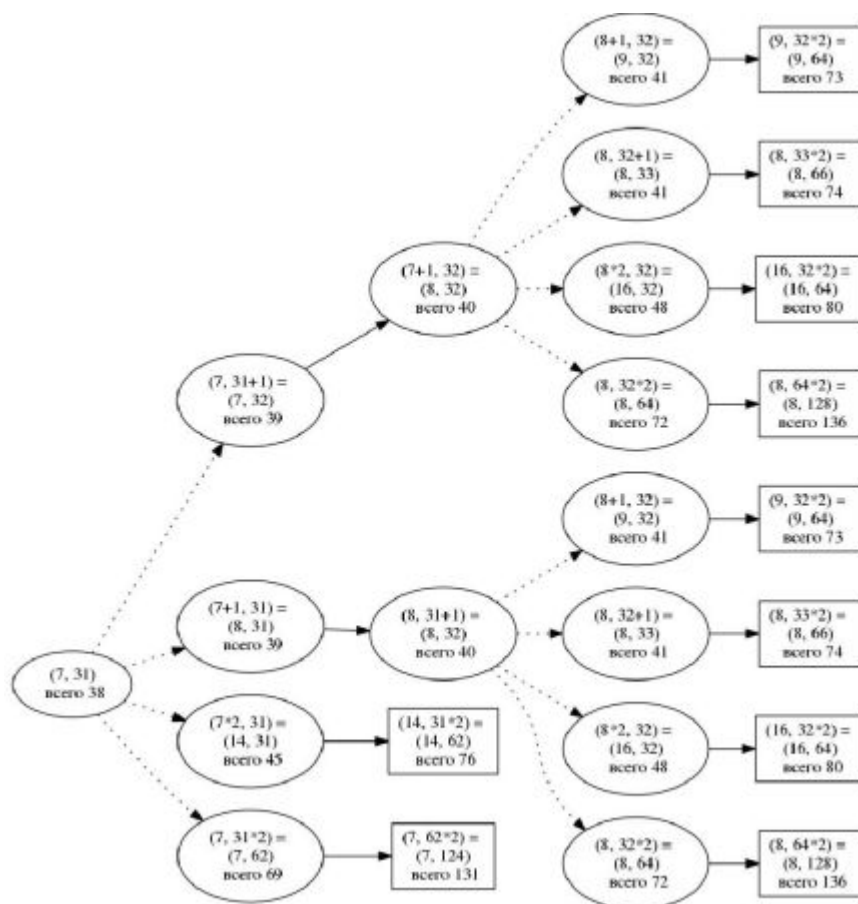 (8+1, 32) =
(9, 32)
всего 41
(9, 32*2) =
(9, 64)
всего 73
(8, 32+1) =
(8, 33)
всего 41
(8, 33*2) =
(8, 66)
всего 74
(7+1, 32) =
(8, 32)
всего 40
(8*2, 32) =
(16, 32)
всего 48
(16, 32*2) =
(16, 64)
всего 80
(7, 31+1) =
(7, 32)
всего 39
(8, 32*2) =
(8, 64)
всего 72
(8, 64*2) =
(8, 128)
всего 136
(8+1, 32) =
(9, 32)
всего 41
(9, 32*2) =
(9, 64)
всего 73
(7, 31)
всего 38
(7+1, 31) =
(8, 31)
всего 39
(8, 31+1) =
(8, 32)
всего 40
(8, 32+1) =
(8, 33)
всего 41
(8, 33*2) =
(8, 66)
всего 74
(7*2, 31) =
(14, 31)
всего 45
(14, 31*2) =
(14, 62)
всего 76
(8*2, 32) =
(16, 32)
всего 48
(16, 32*2) =
(16, 64)
всего 80
(7, 31*2) =
(7, 62)
всего 69
(7, 62*2) =
(7, 124)
всего 131
(8, 32*2) =
(8, 64)
всего 72
(8, 64*2) =
(8, 128)
всего 136